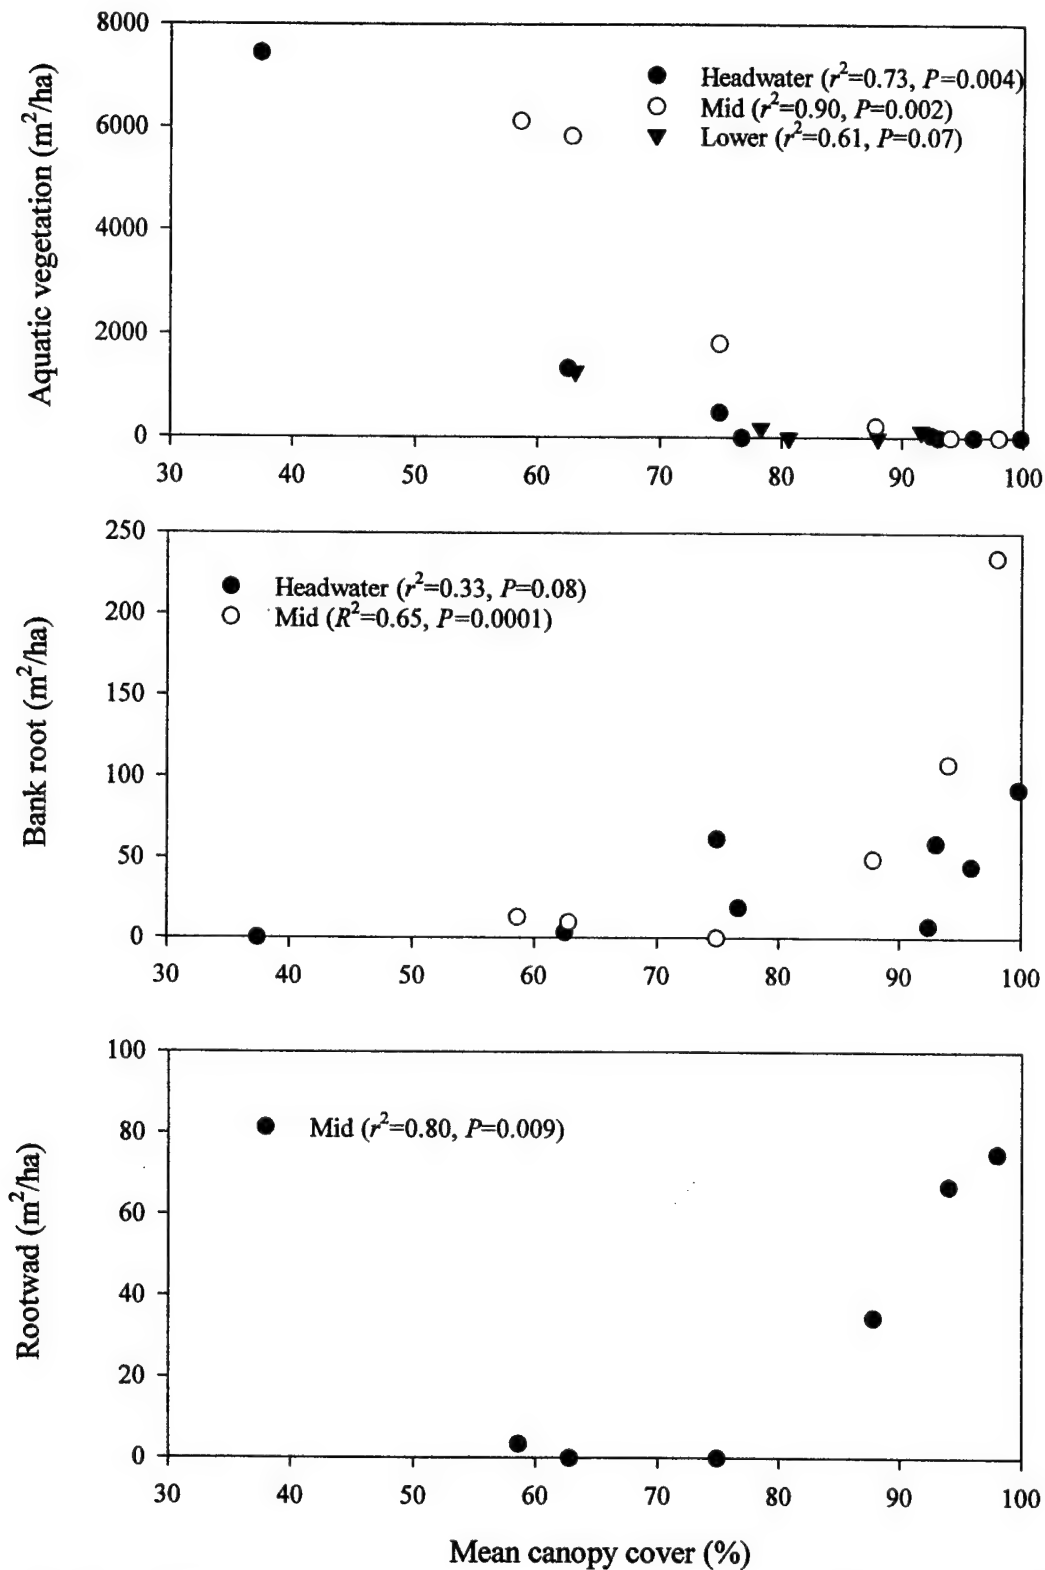 Aquatic vegetation (m²/ha)
8000
6000
4000
2000
0
Headwater (r²=0.73, P=0.004)
Mid (r²=0.90, P=0.002)
Lower (r²=0.61, P=0.07)
30 40 50 60 70 80 90 100
Bank root (m²/ha)
250
200
150
100
50
0
Headwater (r²=0.33, P=0.08)
Mid (R²=0.65, P=0.0001)
30 40 50 60 70 80 90 100
Rootwad (m²/ha)
100
80
60
40
20
0
Mid (r²=0.80, P=0.009)
30 40 50 60 70 80 90 100
Mean canopy cover (%)